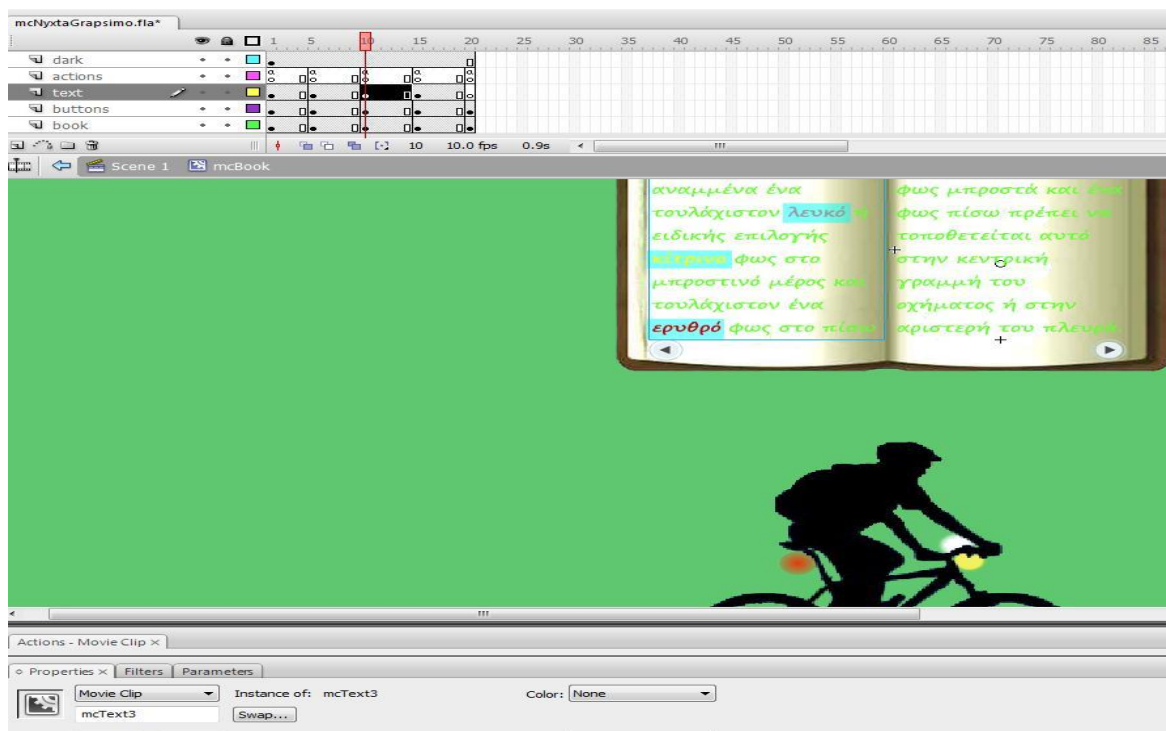 mcNyxtaGrapsimo.fla*
1 5 10 15 20 25 30 35 40 45 50 55 60 65 70 75 80 85
dark
actions
text
buttons
book
10 10.0 fps 0.9s
Scene 1 mcBook
αναμμένα ένα
τουλάχιστον λευκό ή
ειδικής επιλογής
κίτρινο φως στο
μπροστινό μέρος και
τουλάχιστον ένα
ερυθρό φως στο πίσω
φως μπροστά και ένα
φως πίσω πρέπει να
τοποθετείται αυτό
στην κεντρική
γραμμή του
οχήματος ή στην
αριστερή του πλευρά
Actions - Movie Clip ×
Properties × Filters Parameters
Movie Clip Instance of: mcText3 Color: None
mcText3 Swap...